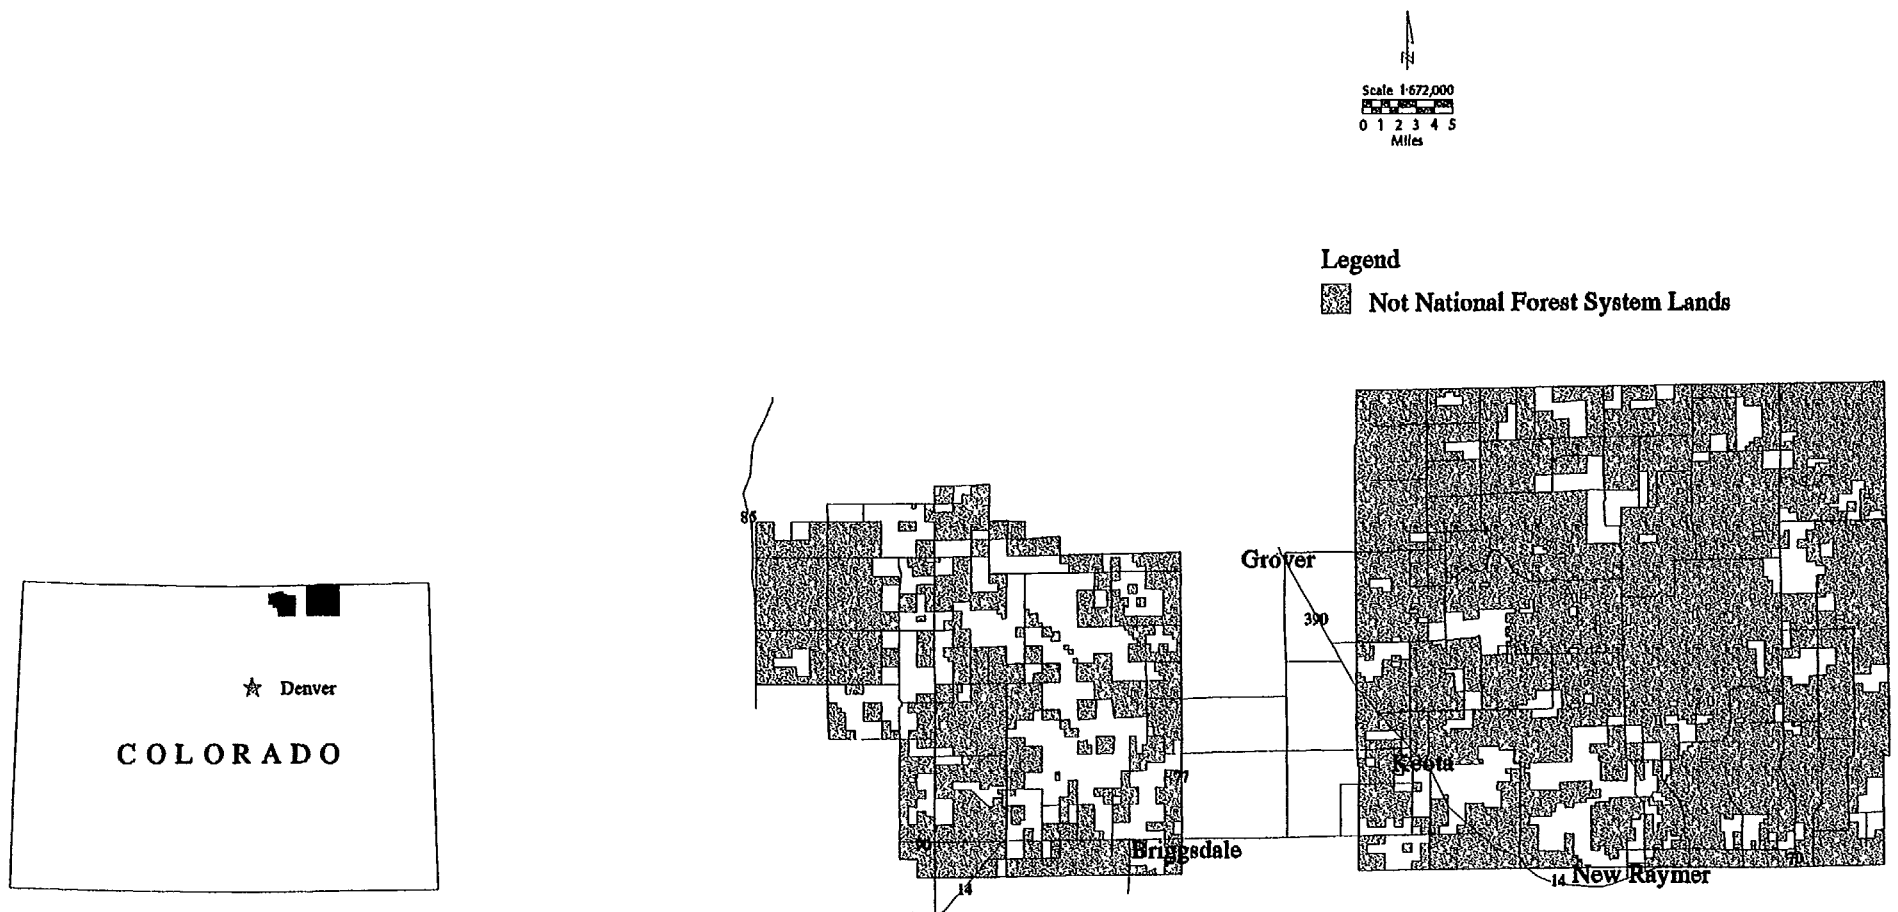 N
Scale 1:672,000
0 1 2 3 4 5
Miles
Legend
Not National Forest System Lands
85
Grover
390
Denver
COLORADO
Keota
77
90
Briggsdale
14
14
New Raymer